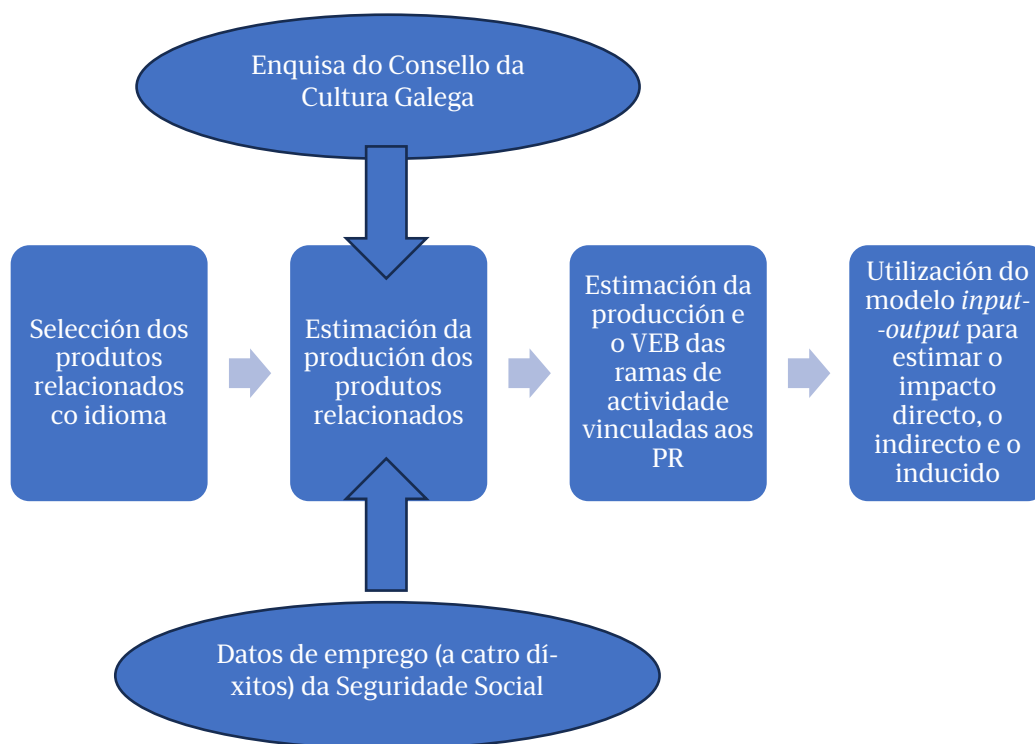 Enquisa do Consello da
Cultura Galega
Selección dos
produtos
relacionados
co idioma
Estimación da
produción dos
produtos
relacionados
Estimación da
producción e
o VEB das
ramas de
actividade
vinculadas aos
PR
Utilización do
modelo input-
-output para
estimar o
impacto
directo, o
indirecto e o
inducido
Datos de emprego (a catro dí-
xitos) da Seguridade Social